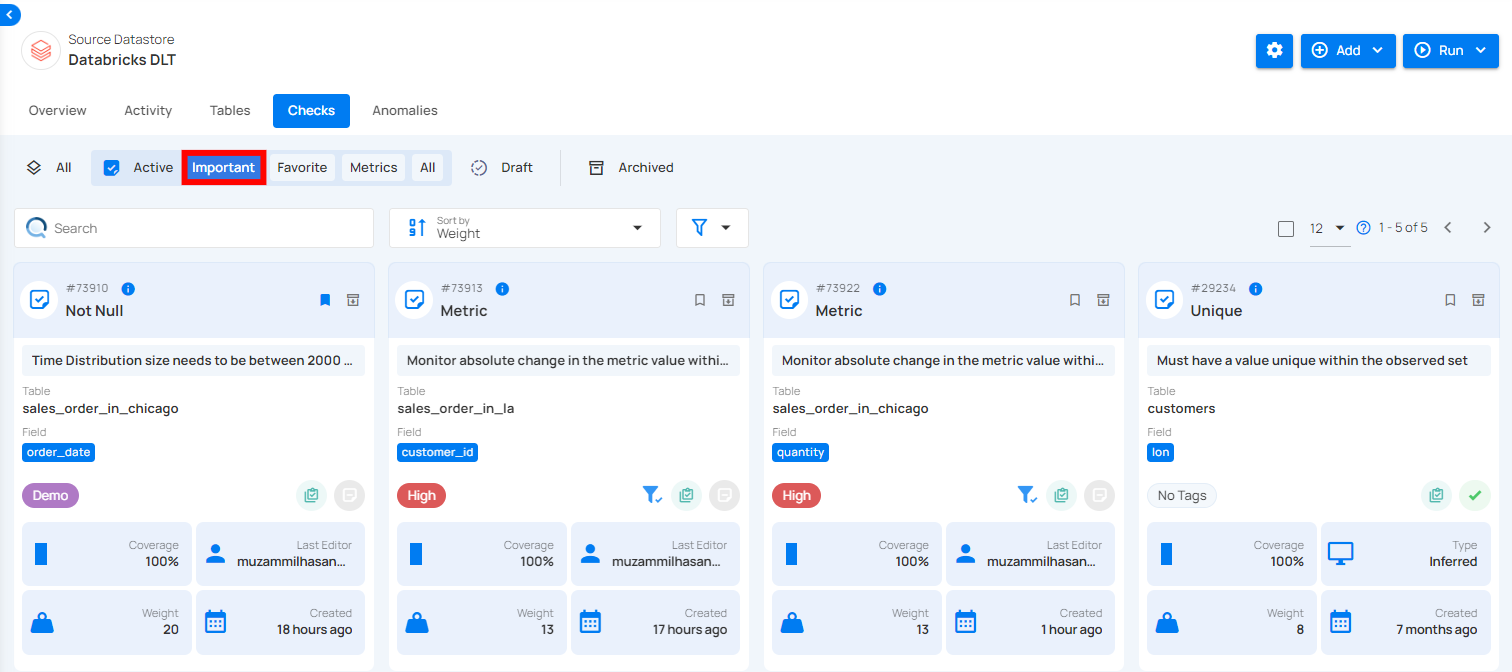 Source Datastore
Databricks DLT
Add
Run
Overview
Activity
Tables
Checks
Anomalies
All
Active
Important
Favorite
Metrics
All
Draft
Archived
Search
Sort by
Weight
12
1 - 5 of 5
#73910
Not Null
Time Distribution size needs to be between 2000 ...
Table
sales_order_in_chicago
Field
order_date
Demo
Coverage
100%
Last Editor
muzammilhasan...
Weight
20
Created
18 hours ago
#73913
Metric
Monitor absolute change in the metric value withi...
Table
sales_order_in_la
Field
customer_id
High
Coverage
100%
Last Editor
muzammilhasan...
Weight
13
Created
17 hours ago
#73922
Metric
Monitor absolute change in the metric value withi...
Table
sales_order_in_chicago
Field
quantity
High
Coverage
100%
Last Editor
muzammilhasan...
Weight
13
Created
1 hour ago
#29234
Unique
Must have a value unique within the observed set
Table
customers
Field
lon
No Tags
Coverage
100%
Type
Inferred
Weight
8
Created
7 months ago